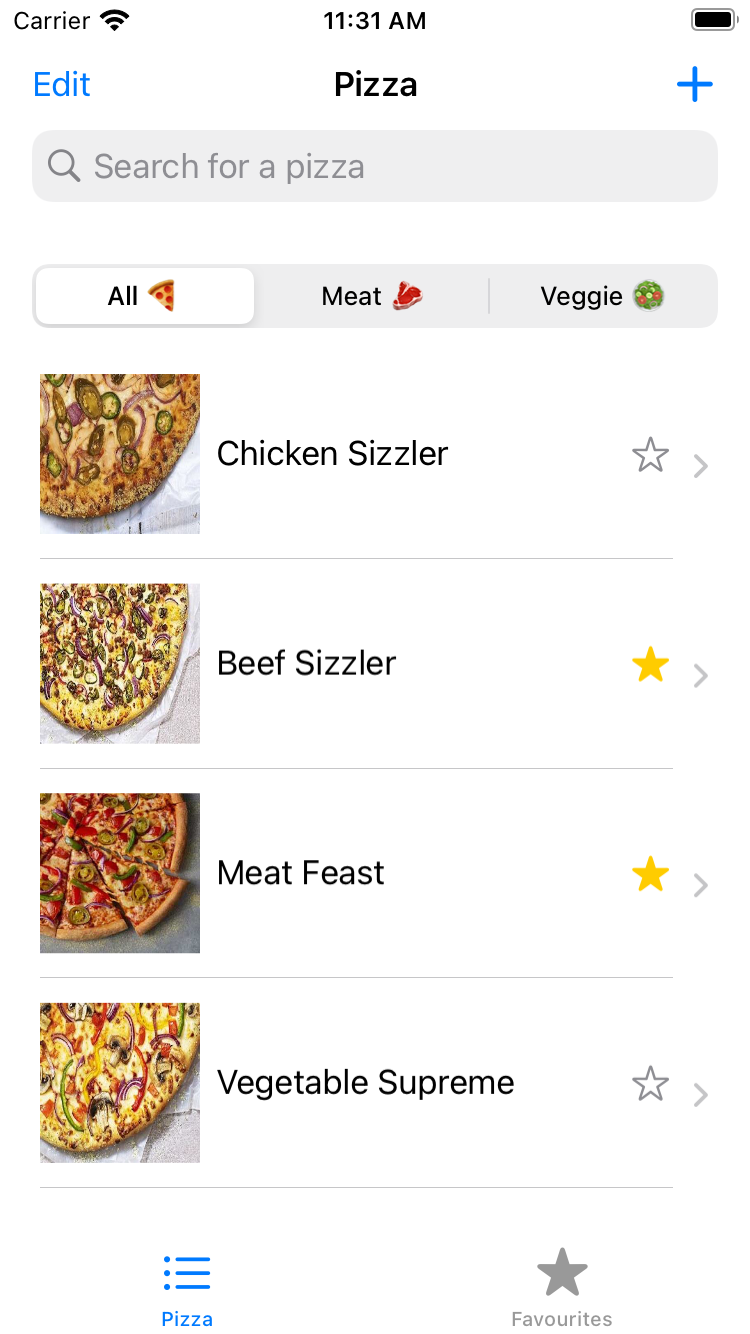 Carrier 11:31 AM
Edit Pizza
Search for a pizza
All 🍕 Meat 🥩 Veggie 🥗
Chicken Sizzler
Beef Sizzler
Meat Feast
Vegetable Supreme
Pizza Favourites